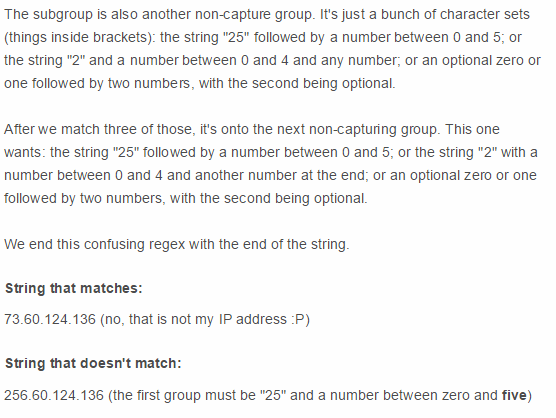 The subgroup is also another non-capture group. It's just a bunch of character sets
(things inside brackets): the string "25" followed by a number between 0 and 5; or
the string "2" and a number between 0 and 4 and any number; or an optional zero or
one followed by two numbers, with the second being optional.
After we match three of those, it's onto the next non-capturing group. This one
wants: the string "25" followed by a number between 0 and 5; or the string "2" with a
number between 0 and 4 and another number at the end; or an optional zero or one
followed by two numbers, with the second being optional.
We end this confusing regex with the end of the string.
String that matches:
73.60.124.136 (no, that is not my IP address :P)
String that doesn't match:
256.60.124.136 (the first group must be "25" and a number between zero and five)